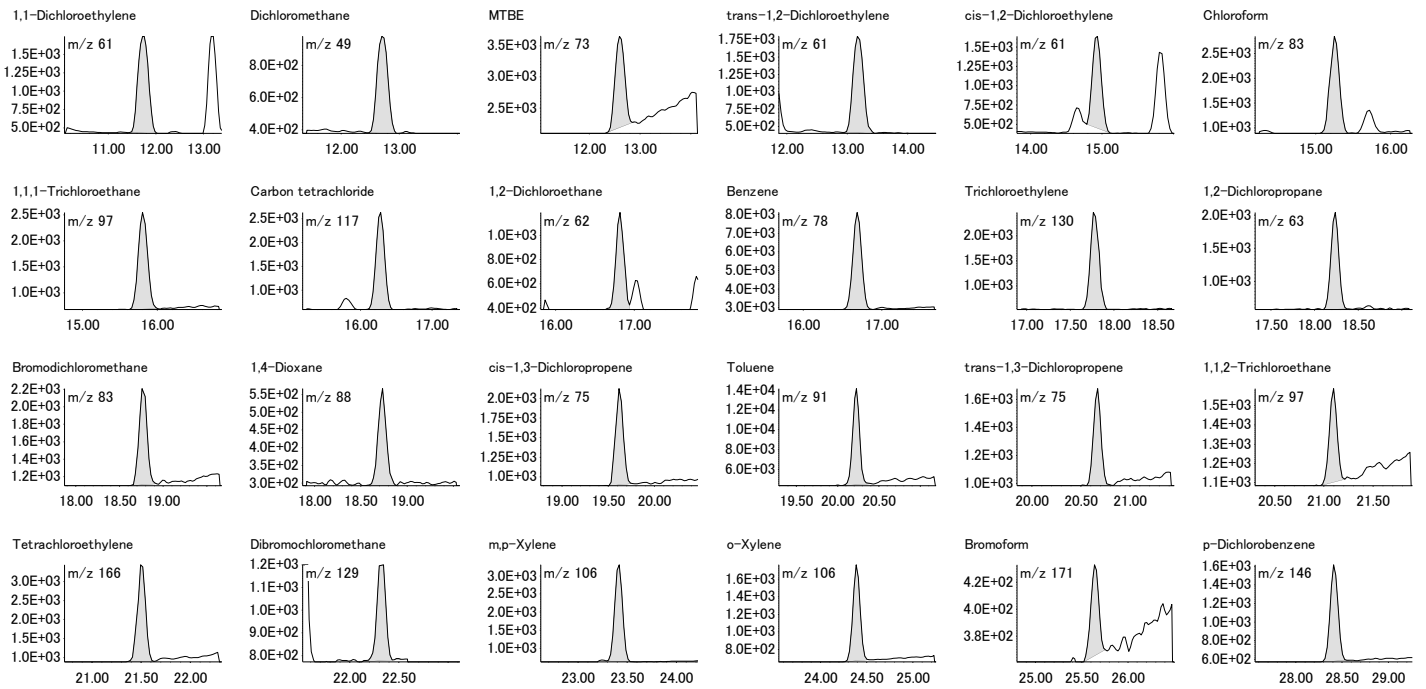 1,1-Dichloroethylene
m/z 61
1.5E+03
1.25E+03
1.0E+03
7.5E+02
5.0E+02
11.00 12.00 13.00
Dichloromethane
m/z 49
8.0E+02
6.0E+02
4.0E+02
12.00 13.00
MTBE
m/z 73
3.5E+03
3.0E+03
2.5E+03
12.00 13.00
trans-1,2-Dichloroethylene
m/z 61
1.75E+03
1.5E+03
1.25E+03
1.0E+03
7.5E+02
5.0E+02
12.00 13.00 14.00
cis-1,2-Dichloroethylene
m/z 61
1.5E+03
1.25E+03
1.0E+03
7.5E+02
5.0E+02
14.00 15.00
Chloroform
m/z 83
2.5E+03
2.0E+03
1.5E+03
1.0E+03
15.00 16.00
1,1,1-Trichloroethane
m/z 97
2.5E+03
2.0E+03
1.5E+03
1.0E+03
15.00 16.00
Carbon tetrachloride
m/z 117
2.5E+03
2.0E+03
1.5E+03
1.0E+03
16.00 17.00
1,2-Dichloroethane
m/z 62
1.0E+03
8.0E+02
6.0E+02
4.0E+02
16.00 17.00
Benzene
m/z 78
8.0E+03
7.0E+03
6.0E+03
5.0E+03
4.0E+03
3.0E+03
16.00 17.00
Trichloroethylene
m/z 130
2.0E+03
1.5E+03
1.0E+03
17.00 17.50 18.00 18.50
1,2-Dichloropropane
m/z 63
2.0E+03
1.5E+03
1.0E+03
17.50 18.00 18.50
Bromodichloromethane
m/z 83
2.2E+03
2.0E+03
1.8E+03
1.6E+03
1.4E+03
1.2E+03
18.00 18.50 19.00
1,4-Dioxane
m/z 88
5.5E+02
5.0E+02
4.5E+02
4.0E+02
3.5E+02
3.0E+02
18.00 18.50 19.00
cis-1,3-Dichloropropene
m/z 75
2.0E+03
1.75E+03
1.5E+03
1.25E+03
1.0E+03
19.00 19.50 20.00
Toluene
m/z 91
1.4E+04
1.2E+04
1.0E+04
8.0E+03
6.0E+03
19.50 20.00 20.50
trans-1,3-Dichloropropene
m/z 75
1.6E+03
1.4E+03
1.2E+03
1.0E+03
20.00 20.50 21.00
1,1,2-Trichloroethane
m/z 97
1.5E+03
1.4E+03
1.3E+03
1.2E+03
1.1E+03
20.50 21.00 21.50
Tetrachloroethylene
m/z 166
3.0E+03
2.5E+03
2.0E+03
1.5E+03
1.0E+03
21.00 21.50 22.00
Dibromochloromethane
m/z 129
1.2E+03
1.1E+03
1.0E+03
9.0E+02
8.0E+02
22.00 22.50
m,p-Xylene
m/z 106
3.0E+03
2.5E+03
2.0E+03
1.5E+03
1.0E+03
23.00 23.50 24.00
o-Xylene
m/z 106
1.6E+03
1.4E+03
1.2E+03
1.0E+03
8.0E+02
24.00 24.50 25.00
Bromoform
m/z 171
4.2E+02
4.0E+02
3.8E+02
25.00 25.50 26.00
p-Dichlorobenzene
m/z 146
1.6E+03
1.4E+03
1.2E+03
1.0E+03
8.0E+02
6.0E+02
28.00 28.50 29.00